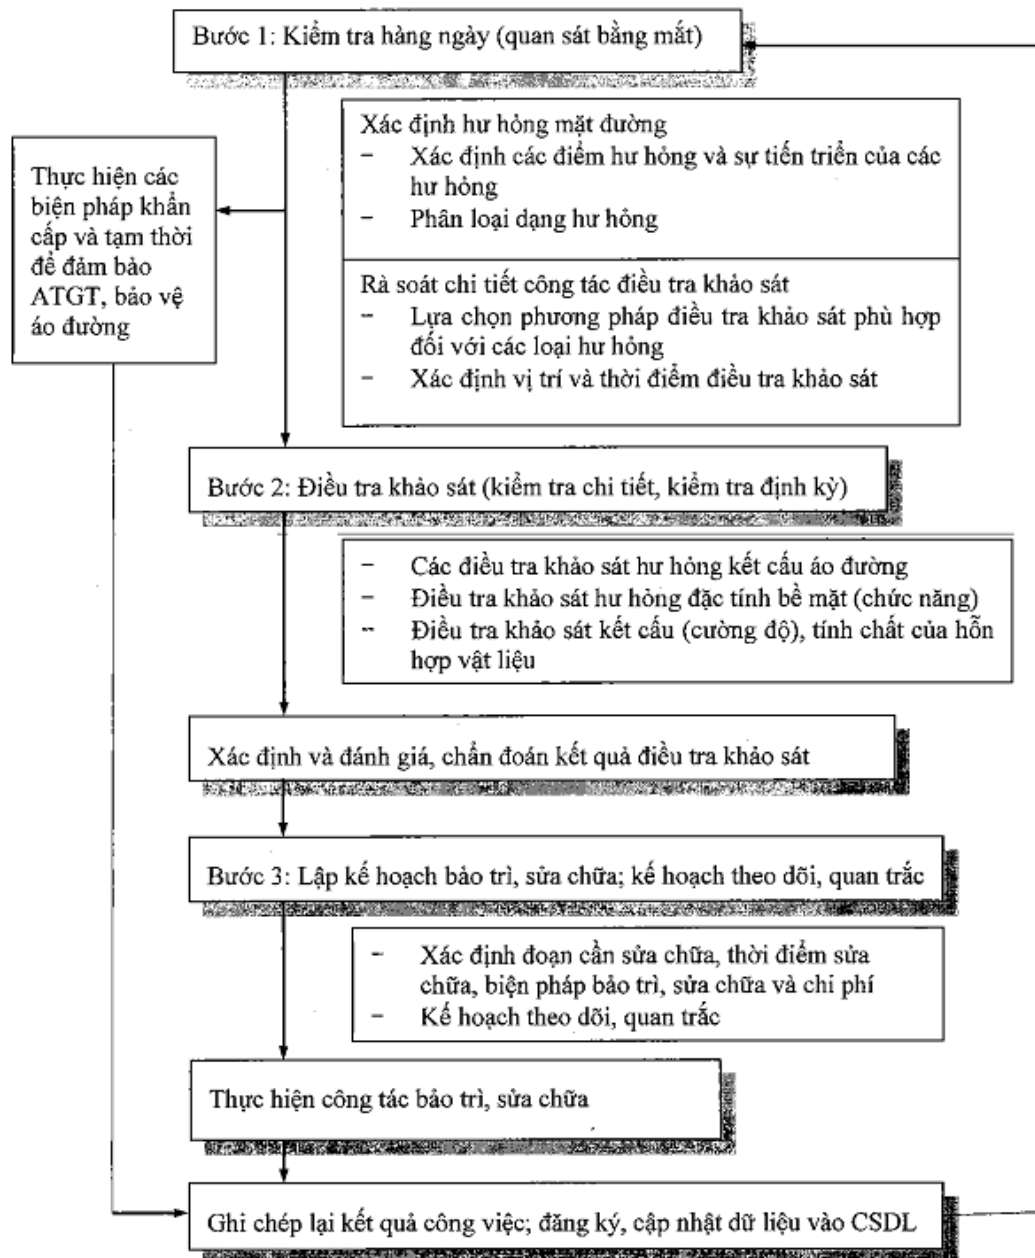 Bước 1: Kiểm tra hàng ngày (quan sát bằng mắt)
Xác định hư hỏng mặt đường
- Xác định các điểm hư hỏng và sự tiến triển của các
hư hỏng
- Phân loại dạng hư hỏng
Thực hiện các
biện pháp khẩn
cấp và tạm thời
để đảm bảo
ATGT, bảo vệ
áo đường
Rà soát chi tiết công tác điều tra khảo sát
- Lựa chọn phương pháp điều tra khảo sát phù hợp
đối với các loại hư hỏng
- Xác định vị trí và thời điểm điều tra khảo sát
Bước 2: Điều tra khảo sát (kiểm tra chi tiết, kiểm tra định kỳ)
- Các điều tra khảo sát hư hỏng kết cấu áo đường
- Điều tra khảo sát hư hỏng đặc tính bề mặt (chức năng)
- Điều tra khảo sát kết cấu (cường độ), tính chất của hỗn
hợp vật liệu
Xác định và đánh giá, chẩn đoán kết quả điều tra khảo sát
Bước 3: Lập kế hoạch bảo trì, sửa chữa; kế hoạch theo dõi, quan trắc
- Xác định đoạn cần sửa chữa, thời điểm sửa
chữa, biện pháp bảo trì, sửa chữa và chi phí
- Kế hoạch theo dõi, quan trắc
Thực hiện công tác bảo trì, sửa chữa
Ghi chép lại kết quả công việc; đăng ký, cập nhật dữ liệu vào CSDL